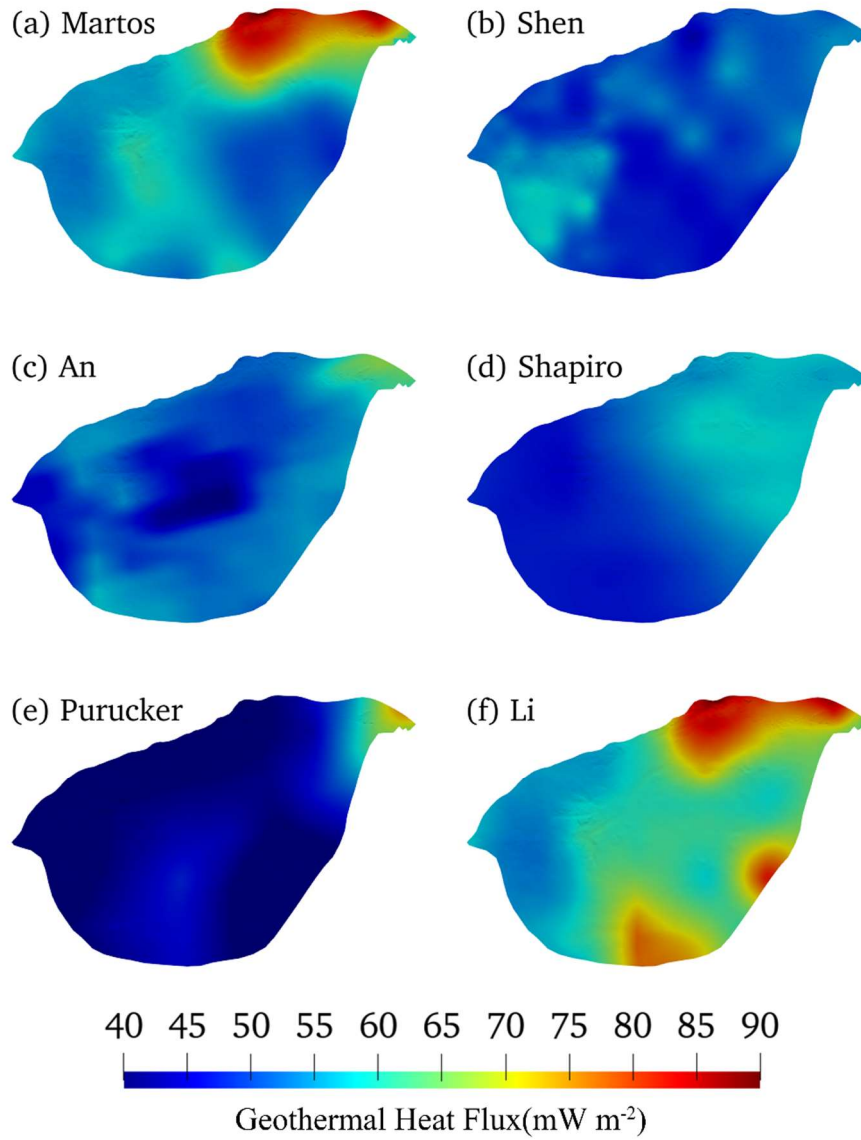 (a) Martos
(b) Shen
(c) An
(d) Shapiro
(e) Purucker
(f) Li
40 45 50 55 60 65 70 75 80 85 90
Geothermal Heat Flux(mW m⁻²)